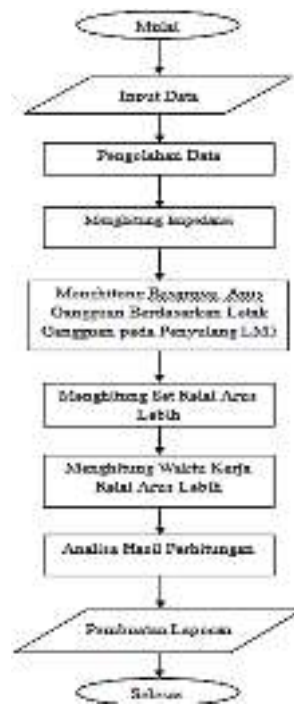 Mulai
Input Data
Pengolahan Data
Menghitung Impedansi
Menghitung Besarnya Arus
Gangguan Berdasarkan Letak
Gangguan pada Penyulang
Menghitung Set Relai Arus
Lebih
Menghitung Waktu Kerja
Relai Arus Lebih
Analisa Hasil Perhitungan
Pembuatan Laporan
Selesai